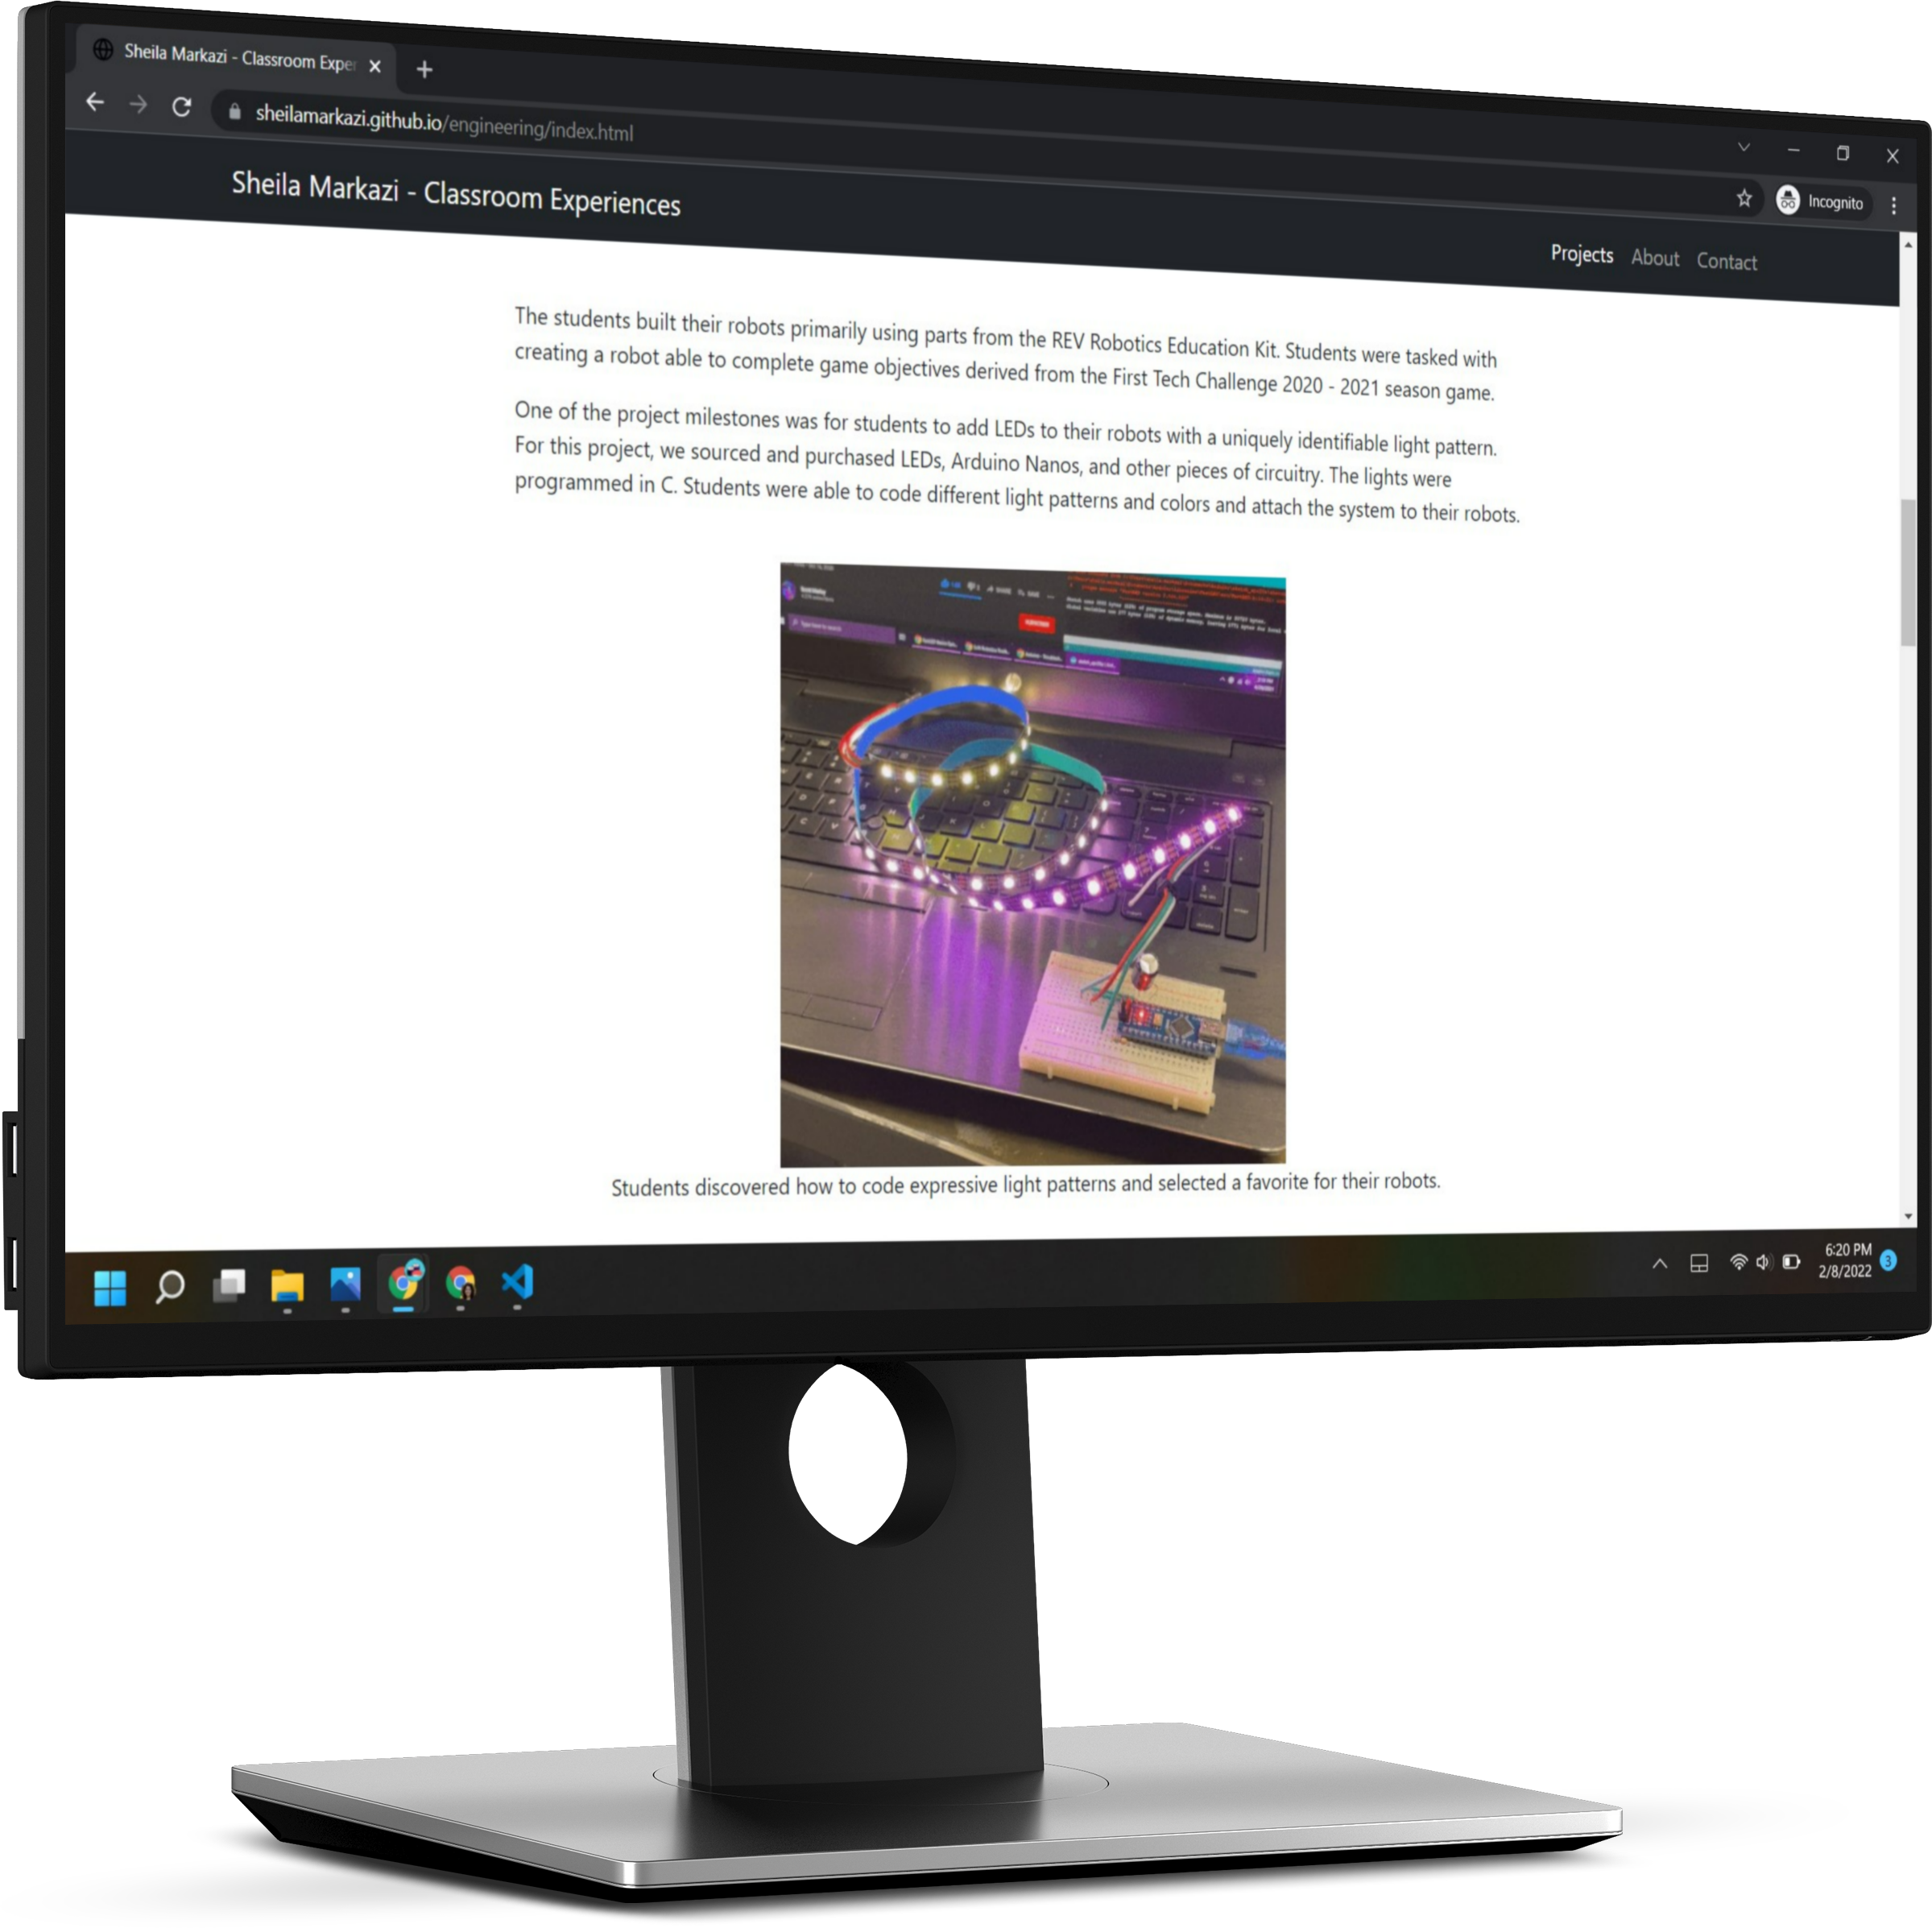 Sheila Markazi - Classroom Exper
sheilamarkazi.github.io/engineering/index.html
Incognito
Sheila Markazi - Classroom Experiences
Projects About Contact
The students built their robots primarily using parts from the REV Robotics Education Kit. Students were tasked with
creating a robot able to complete game objectives derived from the First Tech Challenge 2020 - 2021 season game.
One of the project milestones was for students to add LEDs to their robots with a uniquely identifiable light pattern.
For this project, we sourced and purchased LEDs, Arduino Nanos, and other pieces of circuitry. The lights were
programmed in C. Students were able to code different light patterns and colors and attach the system to their robots.
Type here to search
SUBSCRIBE
Students discovered how to code expressive light patterns and selected a favorite for their robots.
6:20 PM
2/8/2022
3